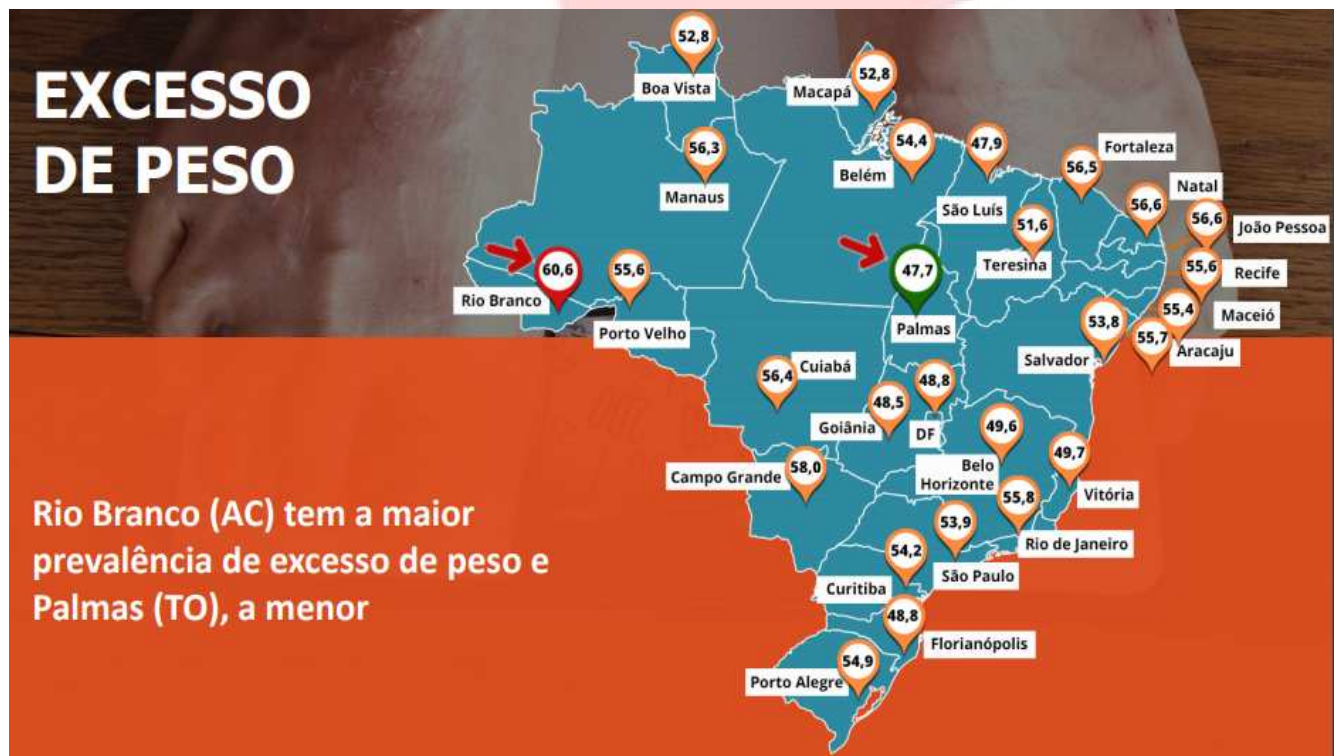 EXCESSO
DE PESO
Rio Branco (AC) tem a maior
prevalência de excesso de peso e
Palmas (TO), a menor
52,8
Boa Vista
52,8
Macapá
56,3
Manaus
54,4
Belém
47,9
São Luís
56,5
Fortaleza
51,6
Teresina
56,6
Natal
56,6
João Pessoa
60,6
Rio Branco
55,6
Porto Velho
47,7
Palmas
55,6
Recife
55,4
Maceió
55,7
Aracaju
53,8
Salvador
56,4
Cuiabá
48,5
Goiânia
48,8
DF
49,6
Belo
Horizonte
49,7
Vitória
58,0
Campo Grande
55,8
Rio de Janeiro
53,9
São Paulo
54,2
Curitiba
48,8
Florianópolis
54,9
Porto Alegre